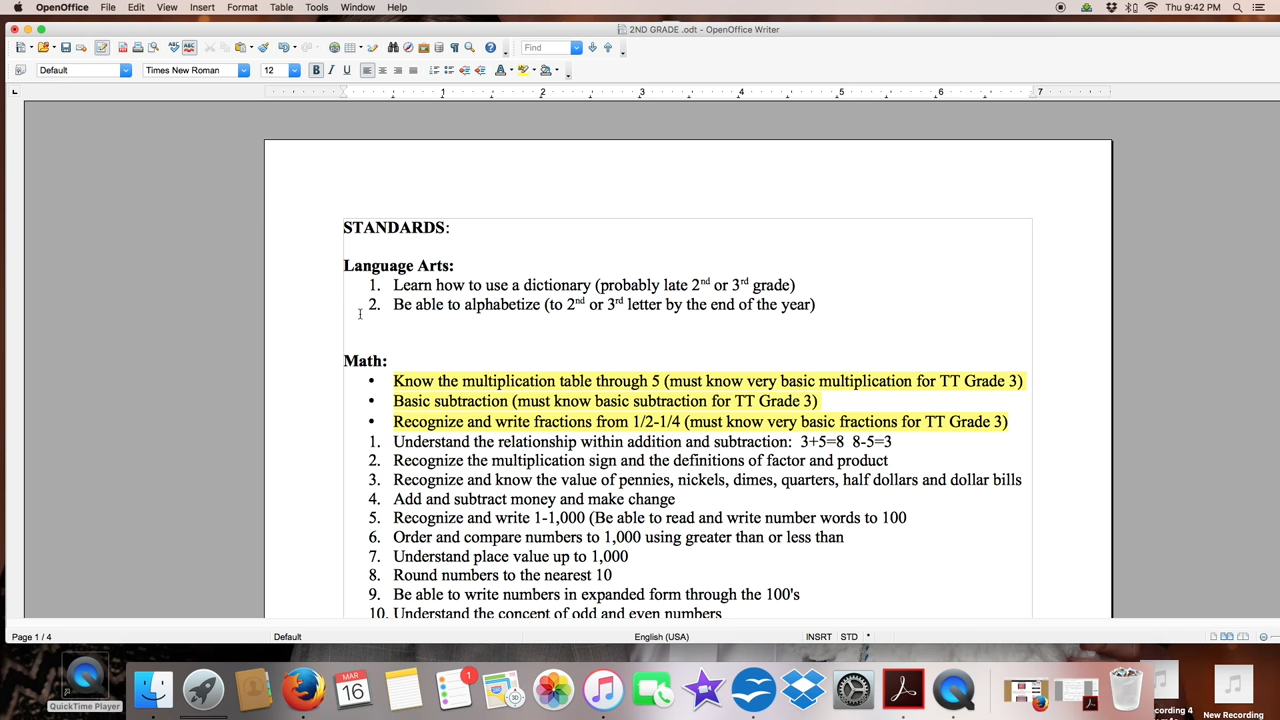 OpenOffice File Edit View Insert Format Table Tools Window Help Thu 9:42 PM
2ND GRADE .odt - OpenOffice Writer
Find
Default Times New Roman 12 B I U
1 2 3 4 5 6 7
STANDARDS:
Language Arts:
1. Learn how to use a dictionary (probably late 2nd or 3rd grade)
2. Be able to alphabetize (to 2nd or 3rd letter by the end of the year)
Math:
• Know the multiplication table through 5 (must know very basic multiplication for TT Grade 3)
• Basic subtraction (must know basic subtraction for TT Grade 3)
• Recognize and write fractions from 1/2-1/4 (must know very basic fractions for TT Grade 3)
1. Understand the relationship within addition and subtraction: 3+5=8 8-5=3
2. Recognize the multiplication sign and the definitions of factor and product
3. Recognize and know the value of pennies, nickels, dimes, quarters, half dollars and dollar bills
4. Add and subtract money and make change
5. Recognize and write 1-1,000 (Be able to read and write number words to 100
6. Order and compare numbers to 1,000 using greater than or less than
7. Understand place value up to 1,000
8. Round numbers to the nearest 10
9. Be able to write numbers in expanded form through the 100's
10. Understand the concept of odd and even numbers
Page 1 / 4 Default English (USA) INSRT STD *
MAR
16
1
QuickTime Player
ecording 4
New Recording